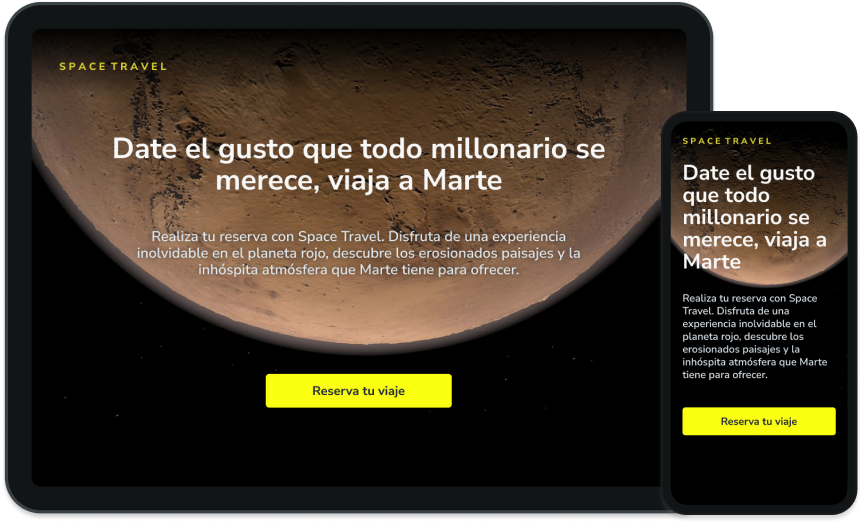 SPACE TRAVEL
Date el gusto que todo millonario se
merece, viaja a Marte
Realiza tu reserva con Space Travel. Disfruta de una experiencia
inolvidable en el planeta rojo, descubre los erosionados paisajes y la
inhóspita atmósfera que Marte tiene para ofrecer.
Reserva tu viaje
SPACE TRAVEL
Date el gusto
que todo
millonario se
merece, viaja a
Marte
Realiza tu reserva con Space
Travel. Disfruta de una
experiencia inolvidable en el
planeta rojo, descubre los
erosionados paisajes y la
inhóspita atmósfera que Marte
tiene para ofrecer.
Reserva tu viaje